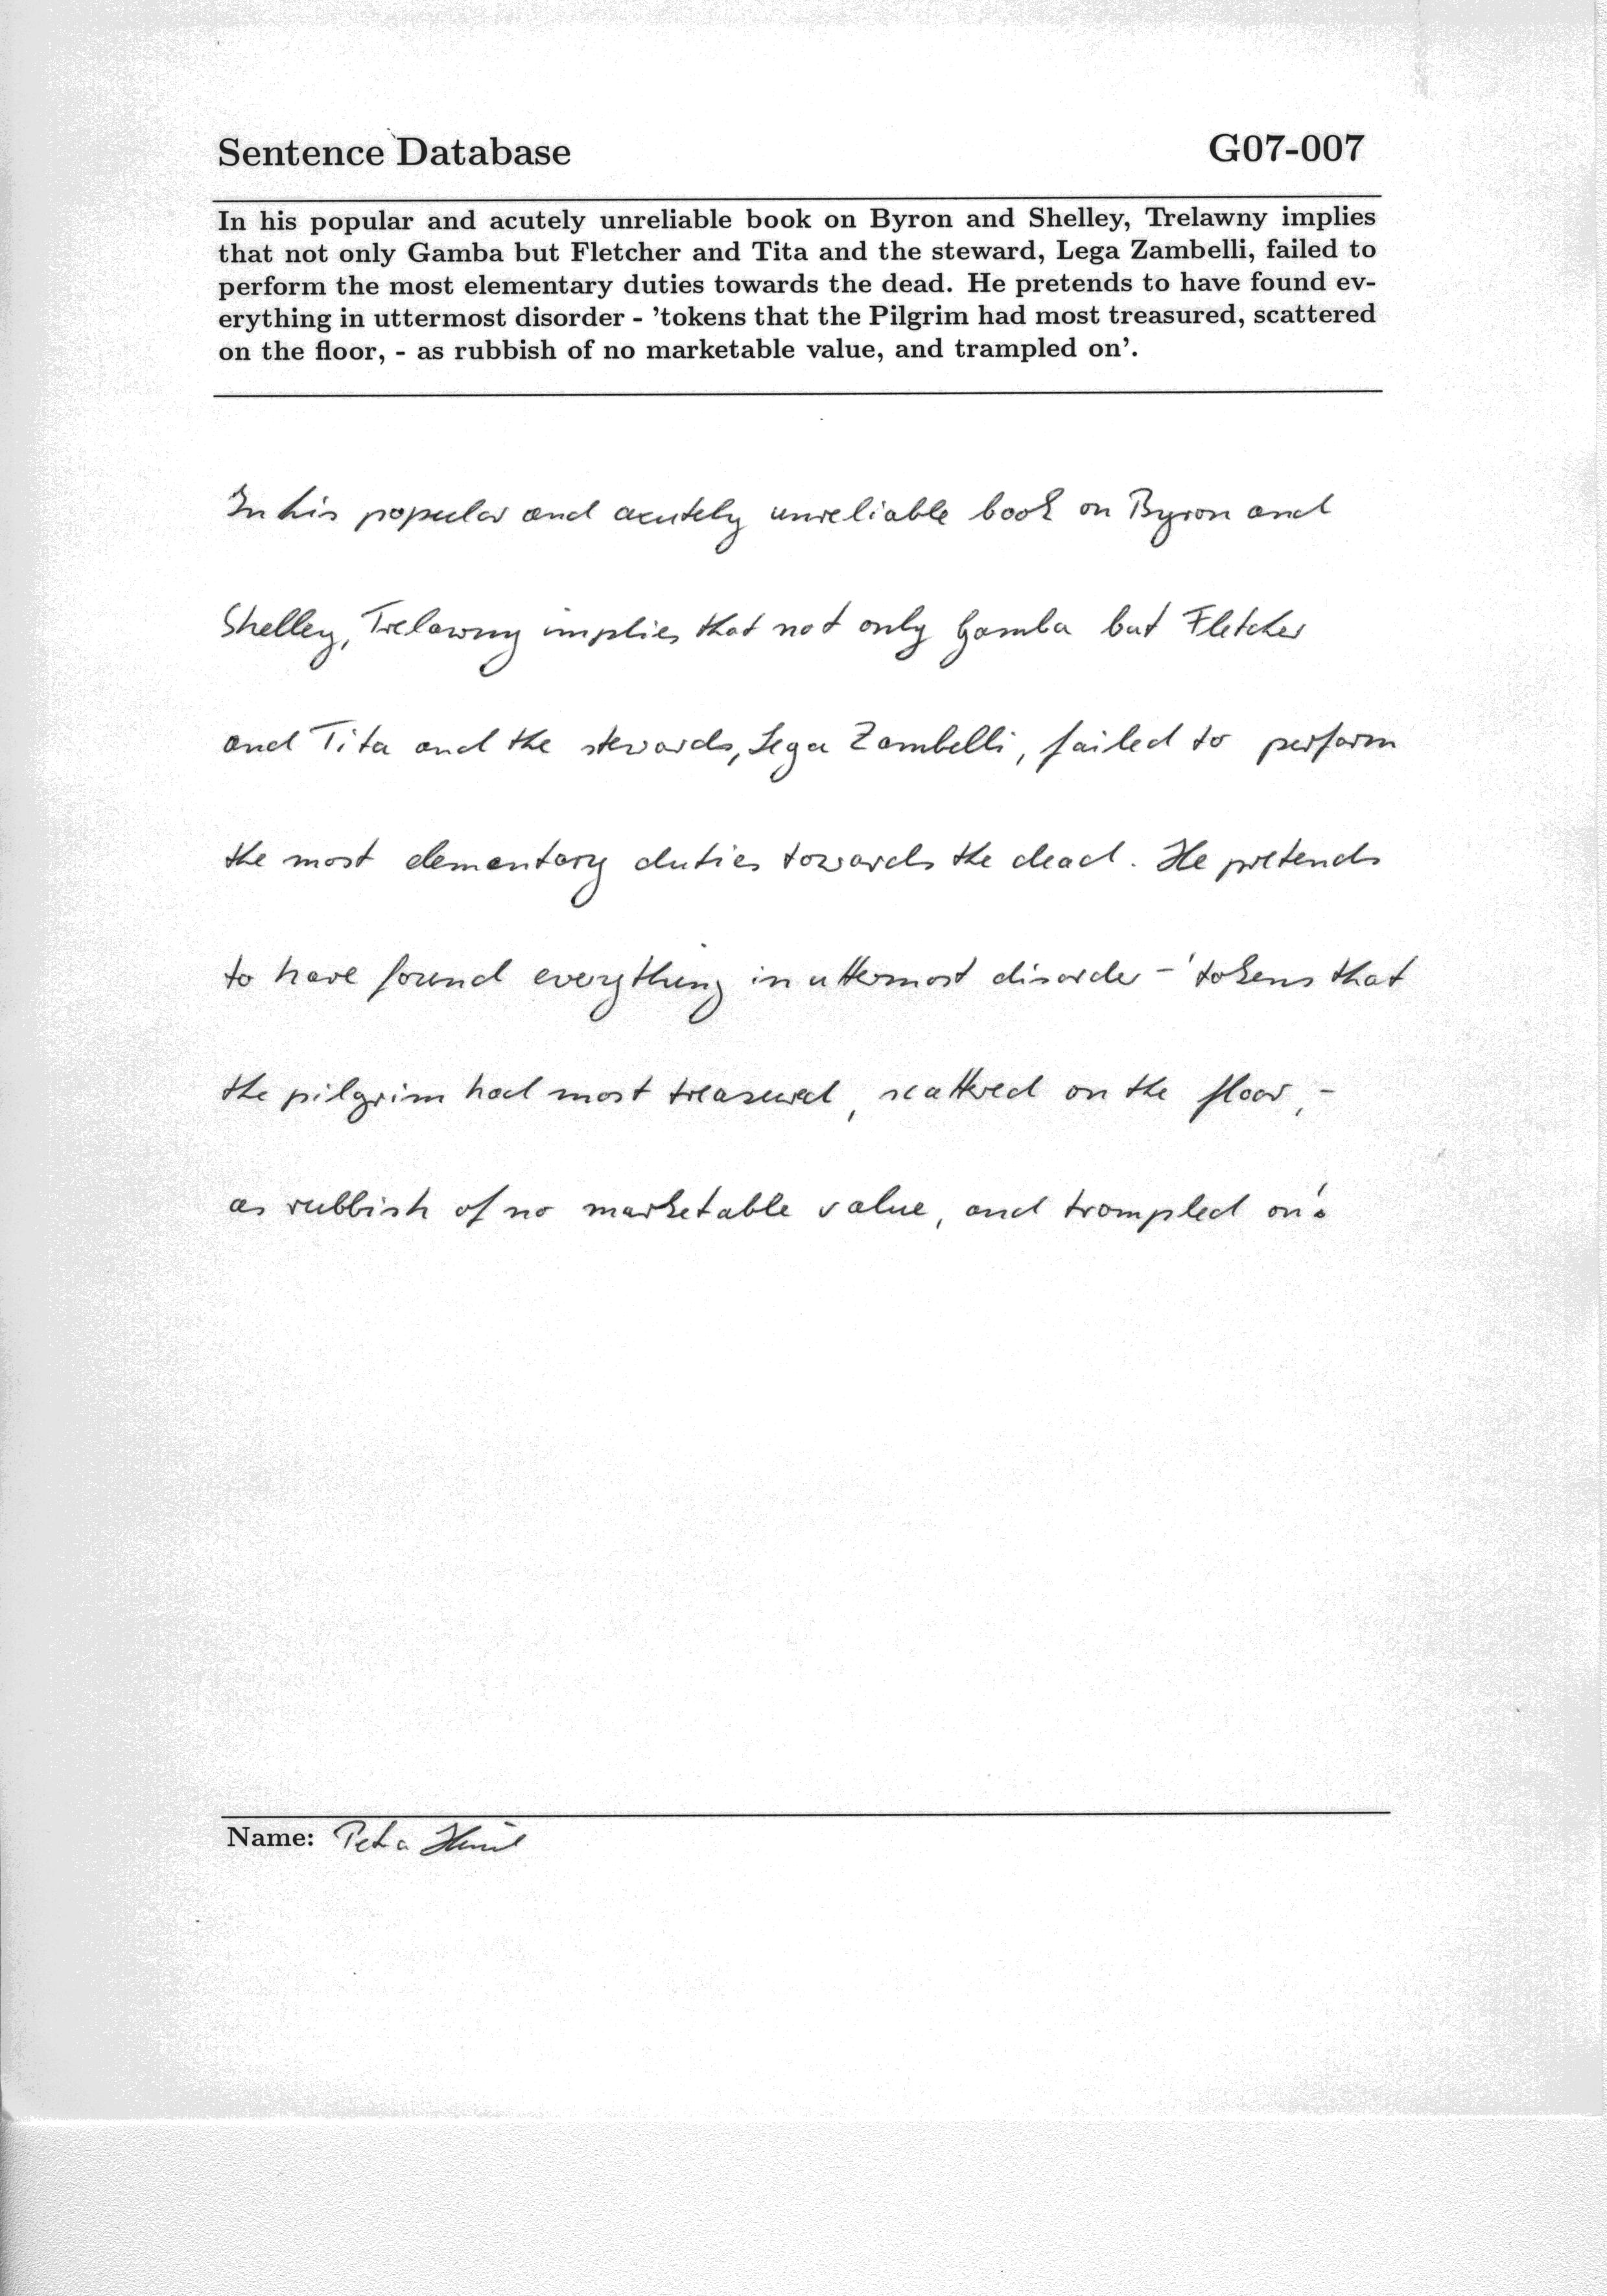 Sentence Database G07-007
In his popular and acutely unreliable book on Byron and Shelley, Trelawny implies
that not only Gamba but Fletcher and Tita and the steward, Lega Zambelli, failed to
perform the most elementary duties towards the dead. He pretends to have found ev-
erything in uttermost disorder - 'tokens that the Pilgrim had most treasured, scattered
on the floor, - as rubbish of no marketable value, and trampled on'.
In his popular and acutely unreliable book on Byron and
Shelley, Trelawny implies that not only Gamba but Fletcher
and Tita and the stewards, Lega Zambelli, failed to perform
the most elementary duties towards the dead. He pretends
to have found everything in uttermost disorder - 'tokens that
the pilgrim had most treasured, scattered on the floor, -
as rubbish of no marketable value, and trampled on'.
Name: Petra